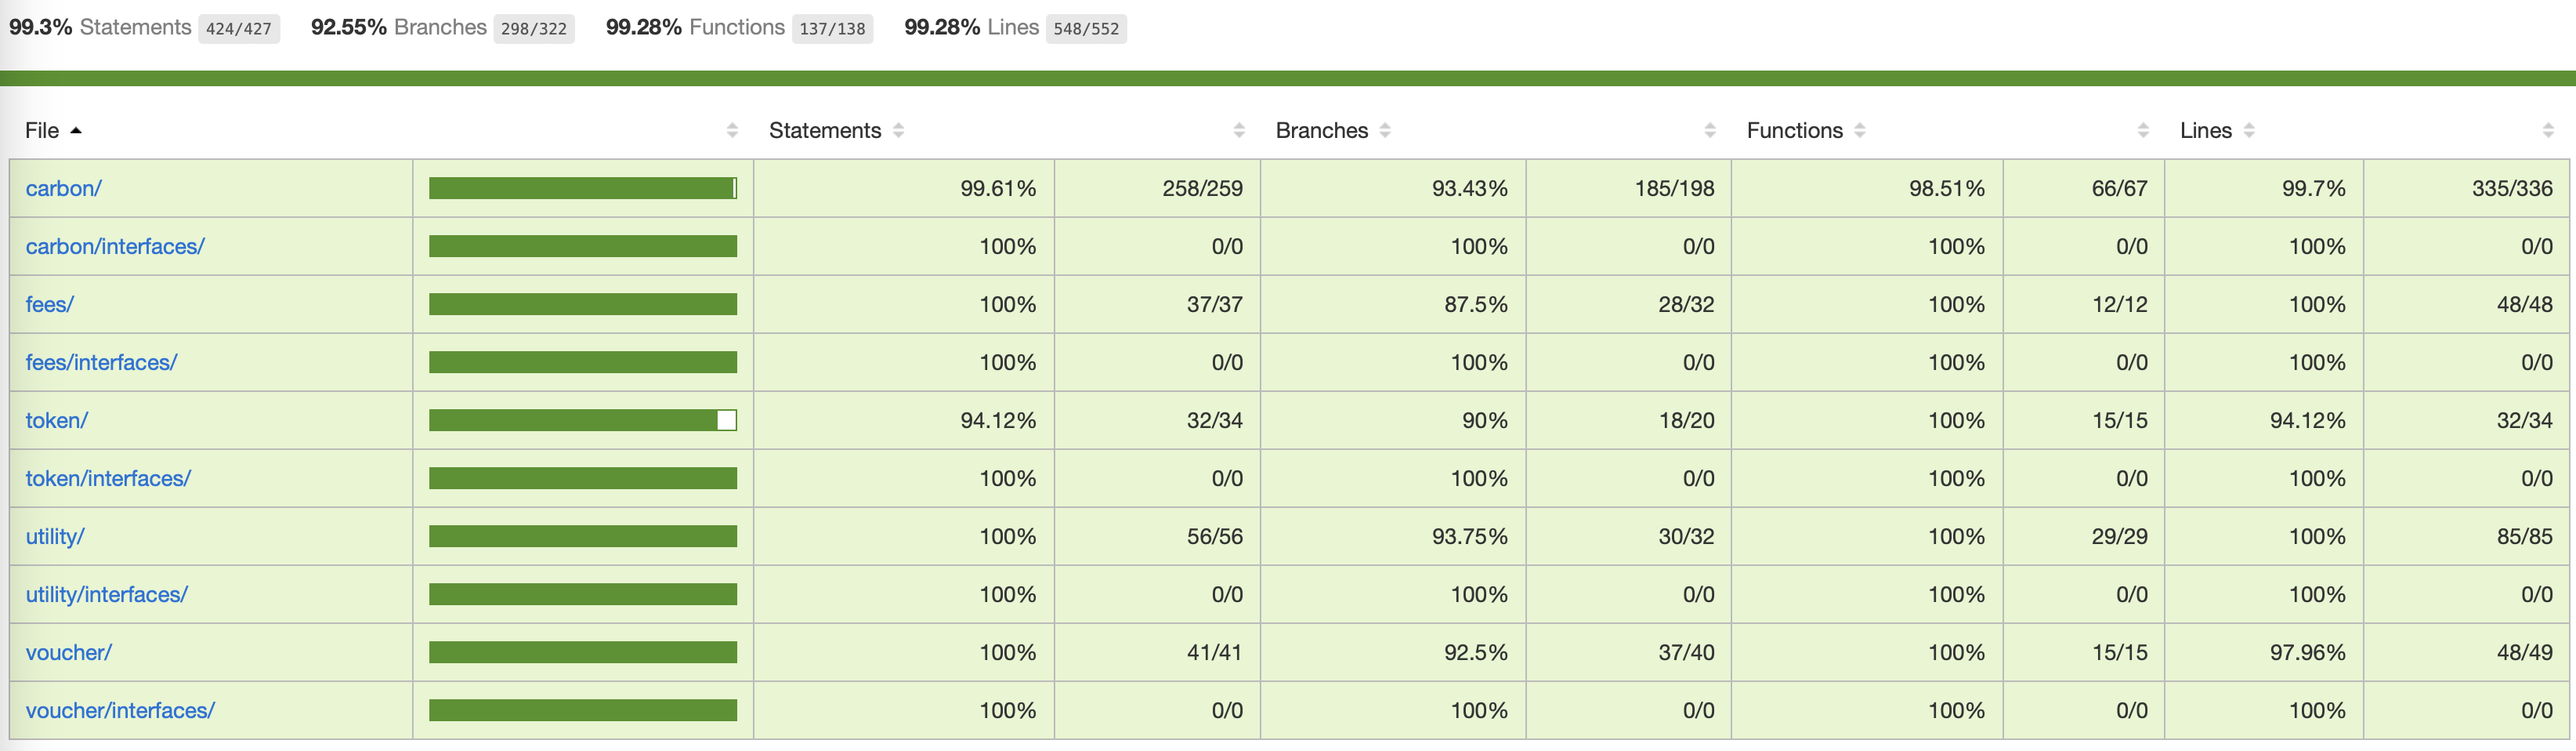 99.3% Statements 424/427 92.55% Branches 298/322 99.28% Functions 137/138 99.28% Lines 548/552
File Statements Branches Functions Lines
carbon/ 99.61% 258/259 93.43% 185/198 98.51% 66/67 99.7% 335/336
carbon/interfaces/ 100% 0/0 100% 0/0 100% 0/0 100% 0/0
fees/ 100% 37/37 87.5% 28/32 100% 12/12 100% 48/48
fees/interfaces/ 100% 0/0 100% 0/0 100% 0/0 100% 0/0
token/ 94.12% 32/34 90% 18/20 100% 15/15 94.12% 32/34
token/interfaces/ 100% 0/0 100% 0/0 100% 0/0 100% 0/0
utility/ 100% 56/56 93.75% 30/32 100% 29/29 100% 85/85
utility/interfaces/ 100% 0/0 100% 0/0 100% 0/0 100% 0/0
voucher/ 100% 41/41 92.5% 37/40 100% 15/15 97.96% 48/49
voucher/interfaces/ 100% 0/0 100% 0/0 100% 0/0 100% 0/0